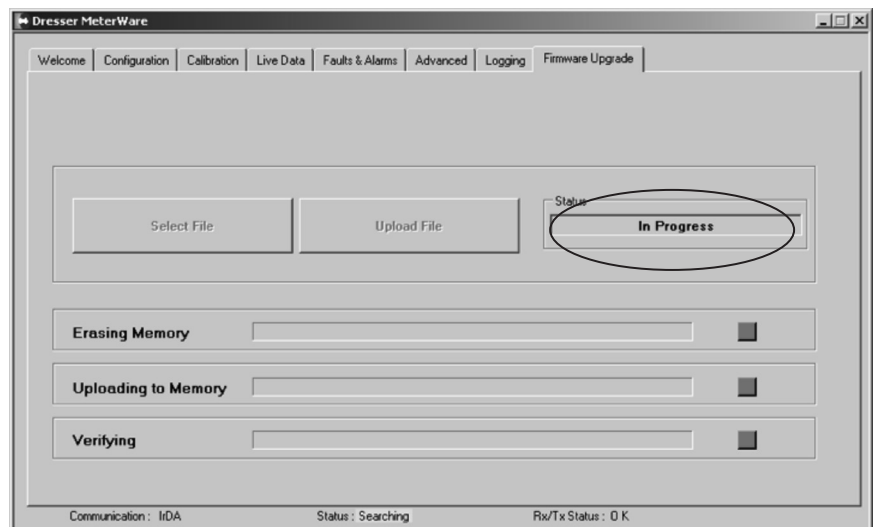 Dresser MeterWare
Welcome Configuration Calibration Live Data Faults & Alarms Advanced Logging Firmware Upgrade
Status
Select File Upload File In Progress
Erasing Memory
Uploading to Memory
Verifying
Communication : IrDA Status : Searching Rx/Tx Status : O K